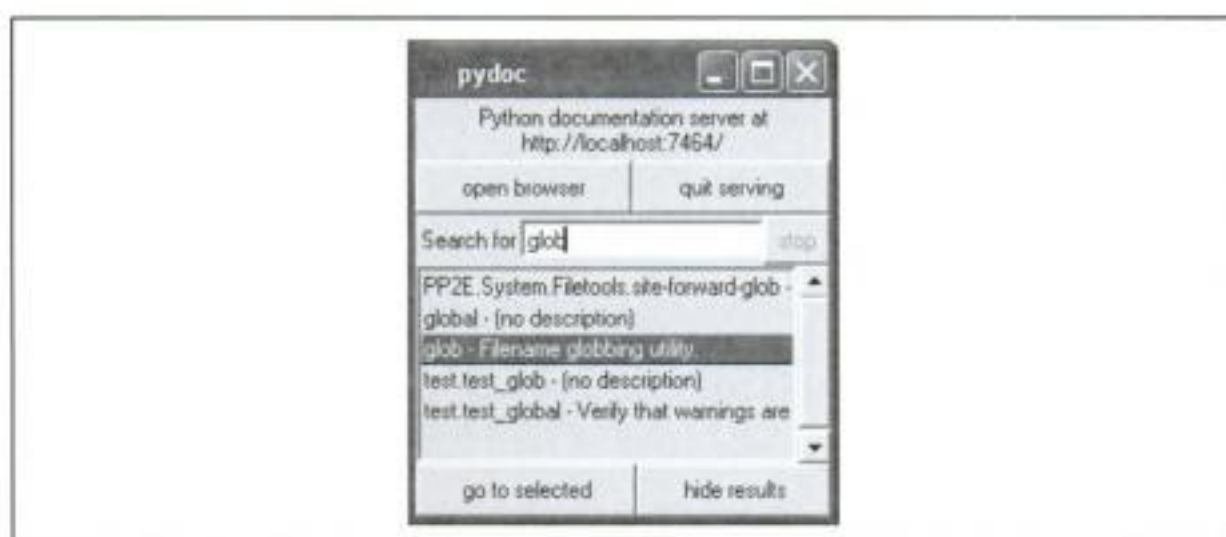 pydoc
Python documentation server at
http://localhost:7464/
open browser
quit serving
Search for glob
stop
PP2E.System.Filetools.site-forward-glob -
global - (no description)
glob - Filename globbing utility.
test.test_glob - (no description)
test.test_global - Verify that warnings are
go to selected
hide results